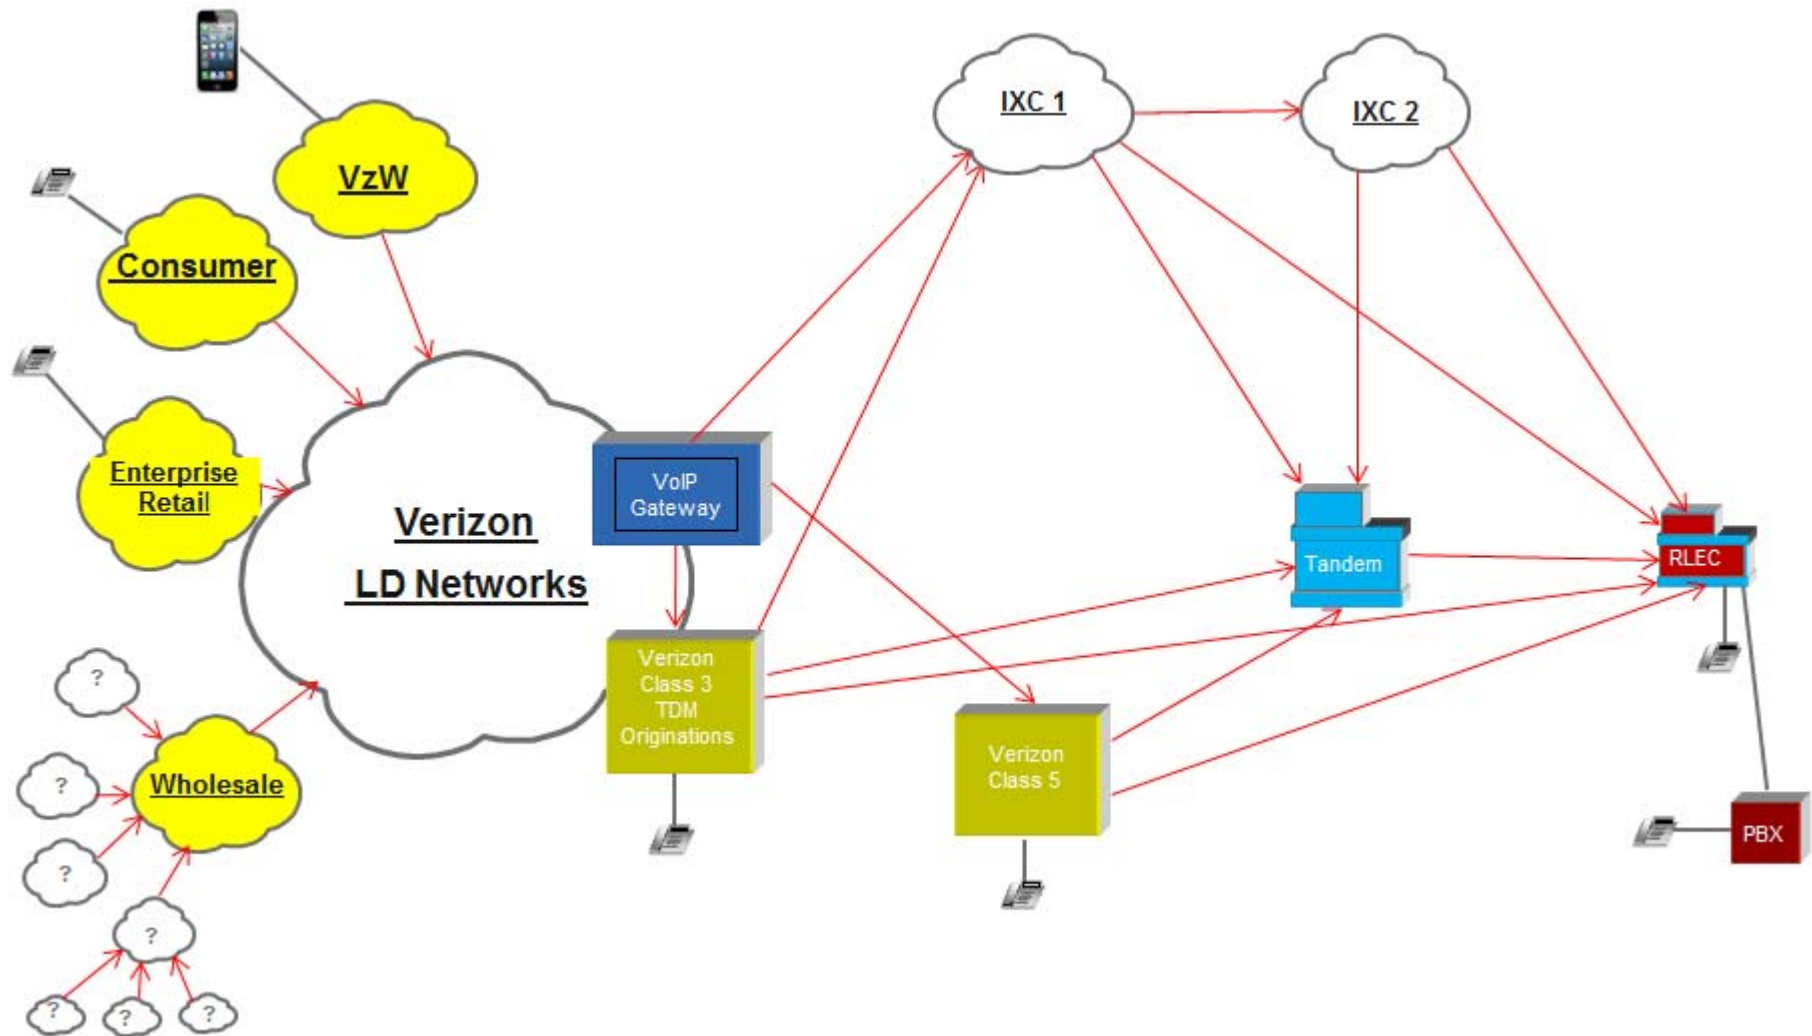 IXC 1
IXC 2
VzW
Consumer
Enterprise
Retail
VoIP
Gateway
Verizon
LD Networks
Tandem
RLEC
Verizon
Class 3
TDM
Originations
?
Verizon
Class 5
Wholesale
?
PBX
?
?
?
?
?